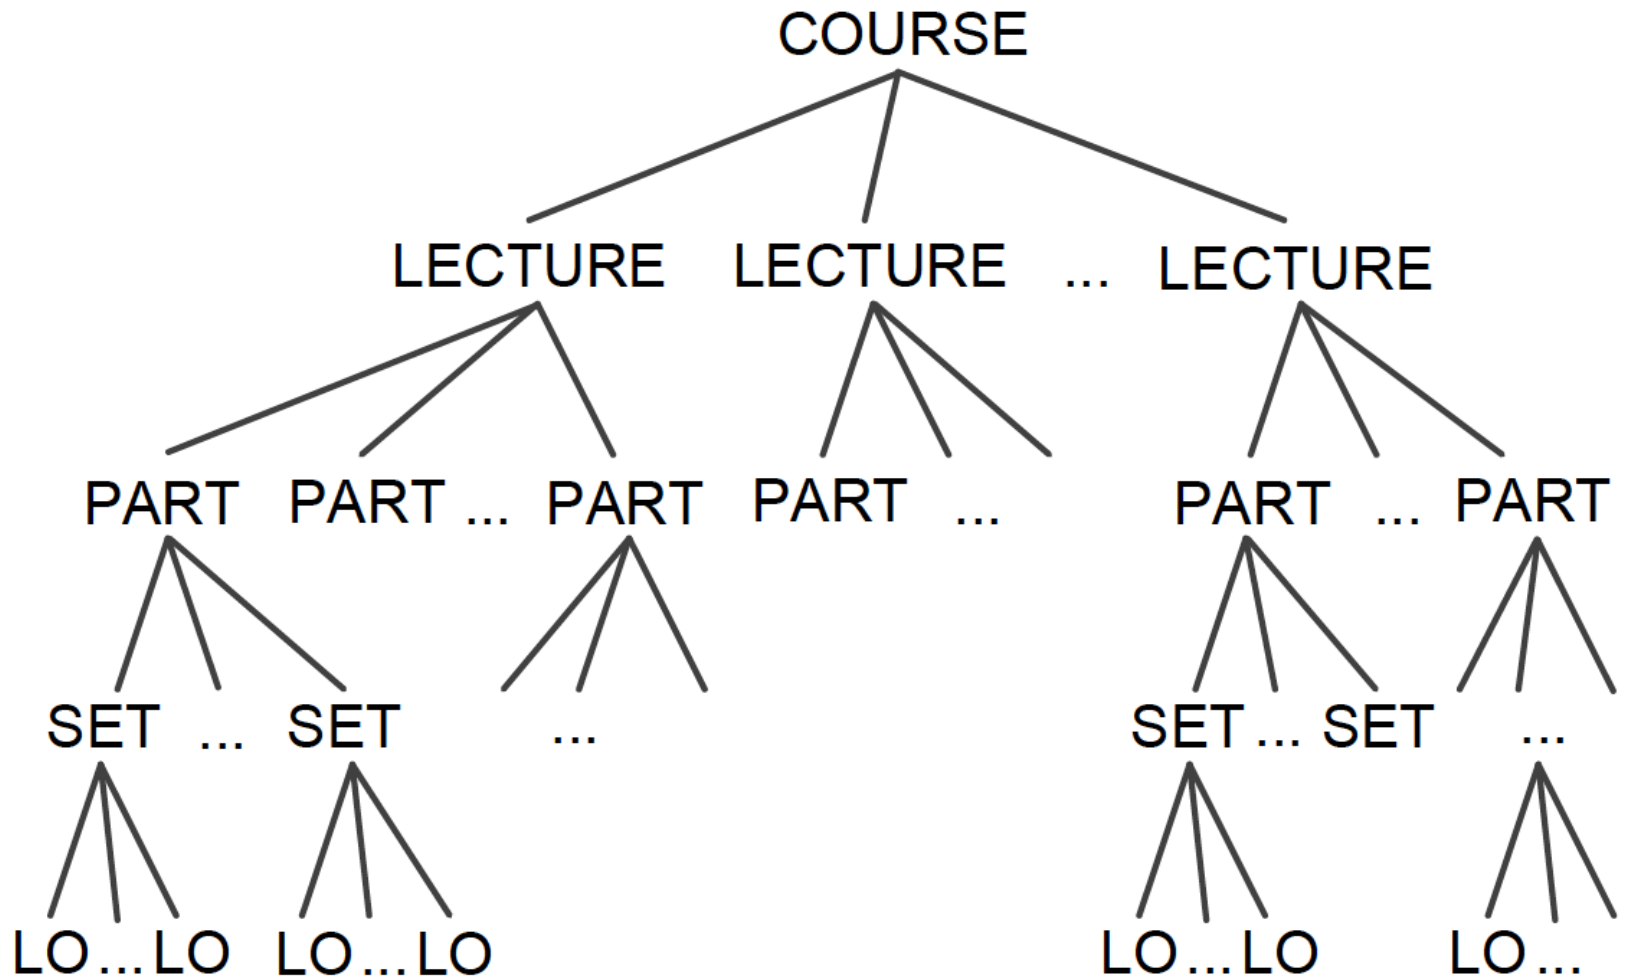 COURSE
LECTURE LECTURE ... LECTURE
PART PART ... PART PART ... PART ... PART
SET ... SET ... SET ... SET ...
LO ... LO LO ... LO LO ... LO LO ...